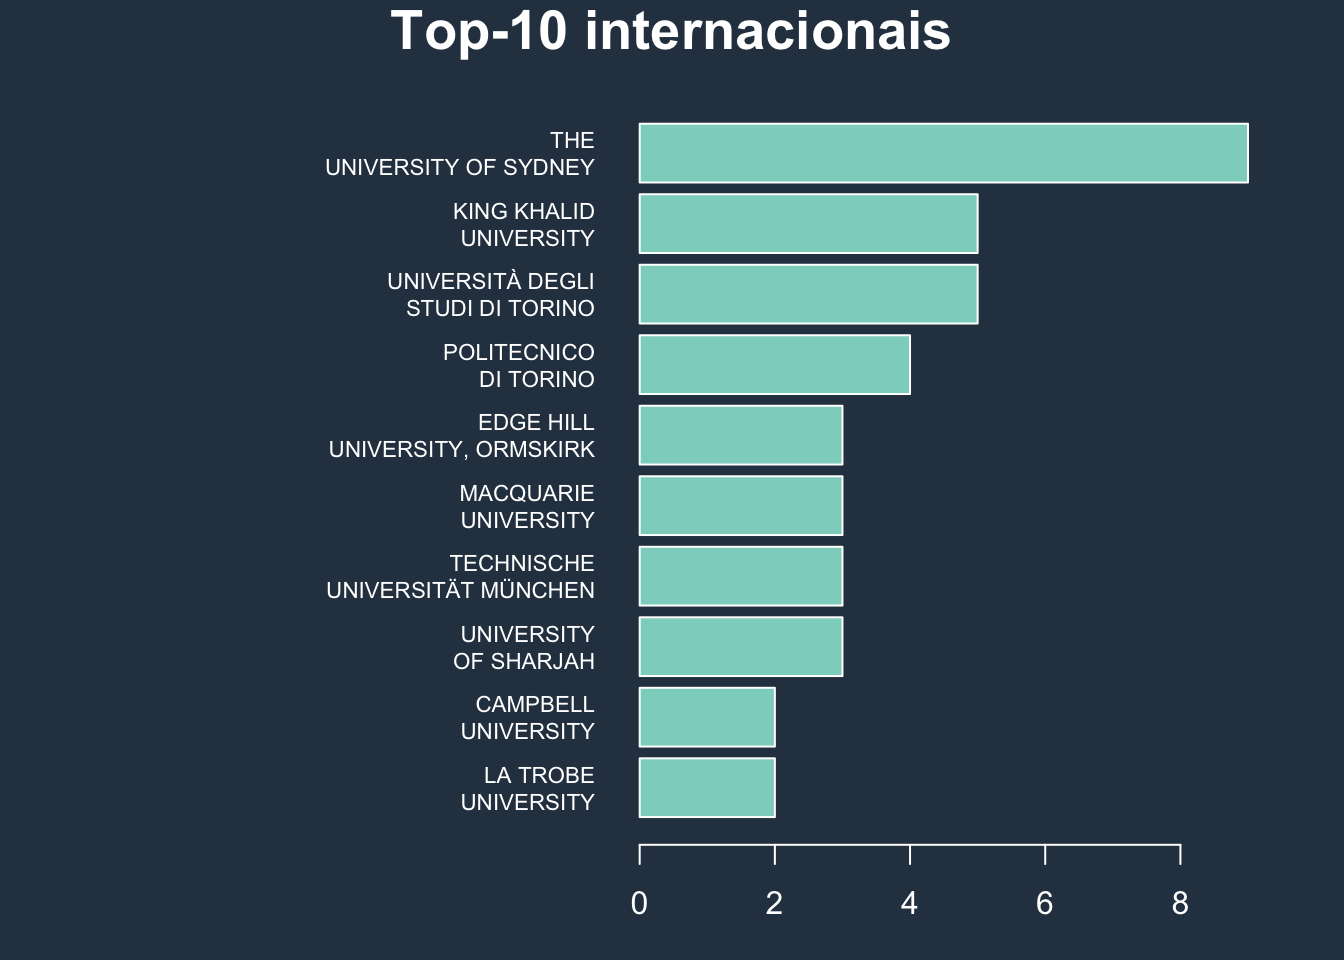 Top-10 internacionais
THE
UNIVERSITY OF SYDNEY
KING KHALID
UNIVERSITY
UNIVERSITÀ DEGLI
STUDI DI TORINO
POLITECNICO
DI TORINO
EDGE HILL
UNIVERSITY, ORMSKIRK
MACQUARIE
UNIVERSITY
TECHNISCHE
UNIVERSITÄT MÜNCHEN
UNIVERSITY
OF SHARJAH
CAMPBELL
UNIVERSITY
LA TROBE
UNIVERSITY
0 2 4 6 8